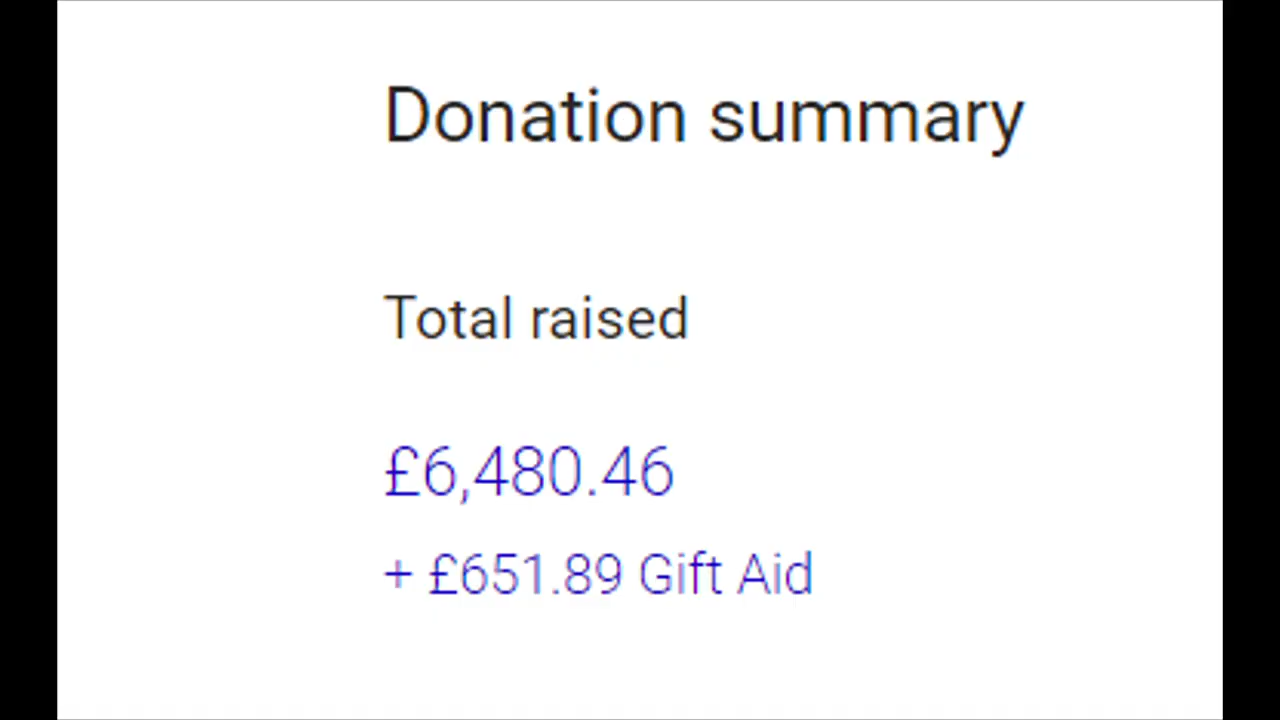 Donation summary
Total raised
£6,480.46
+ £651.89 Gift Aid